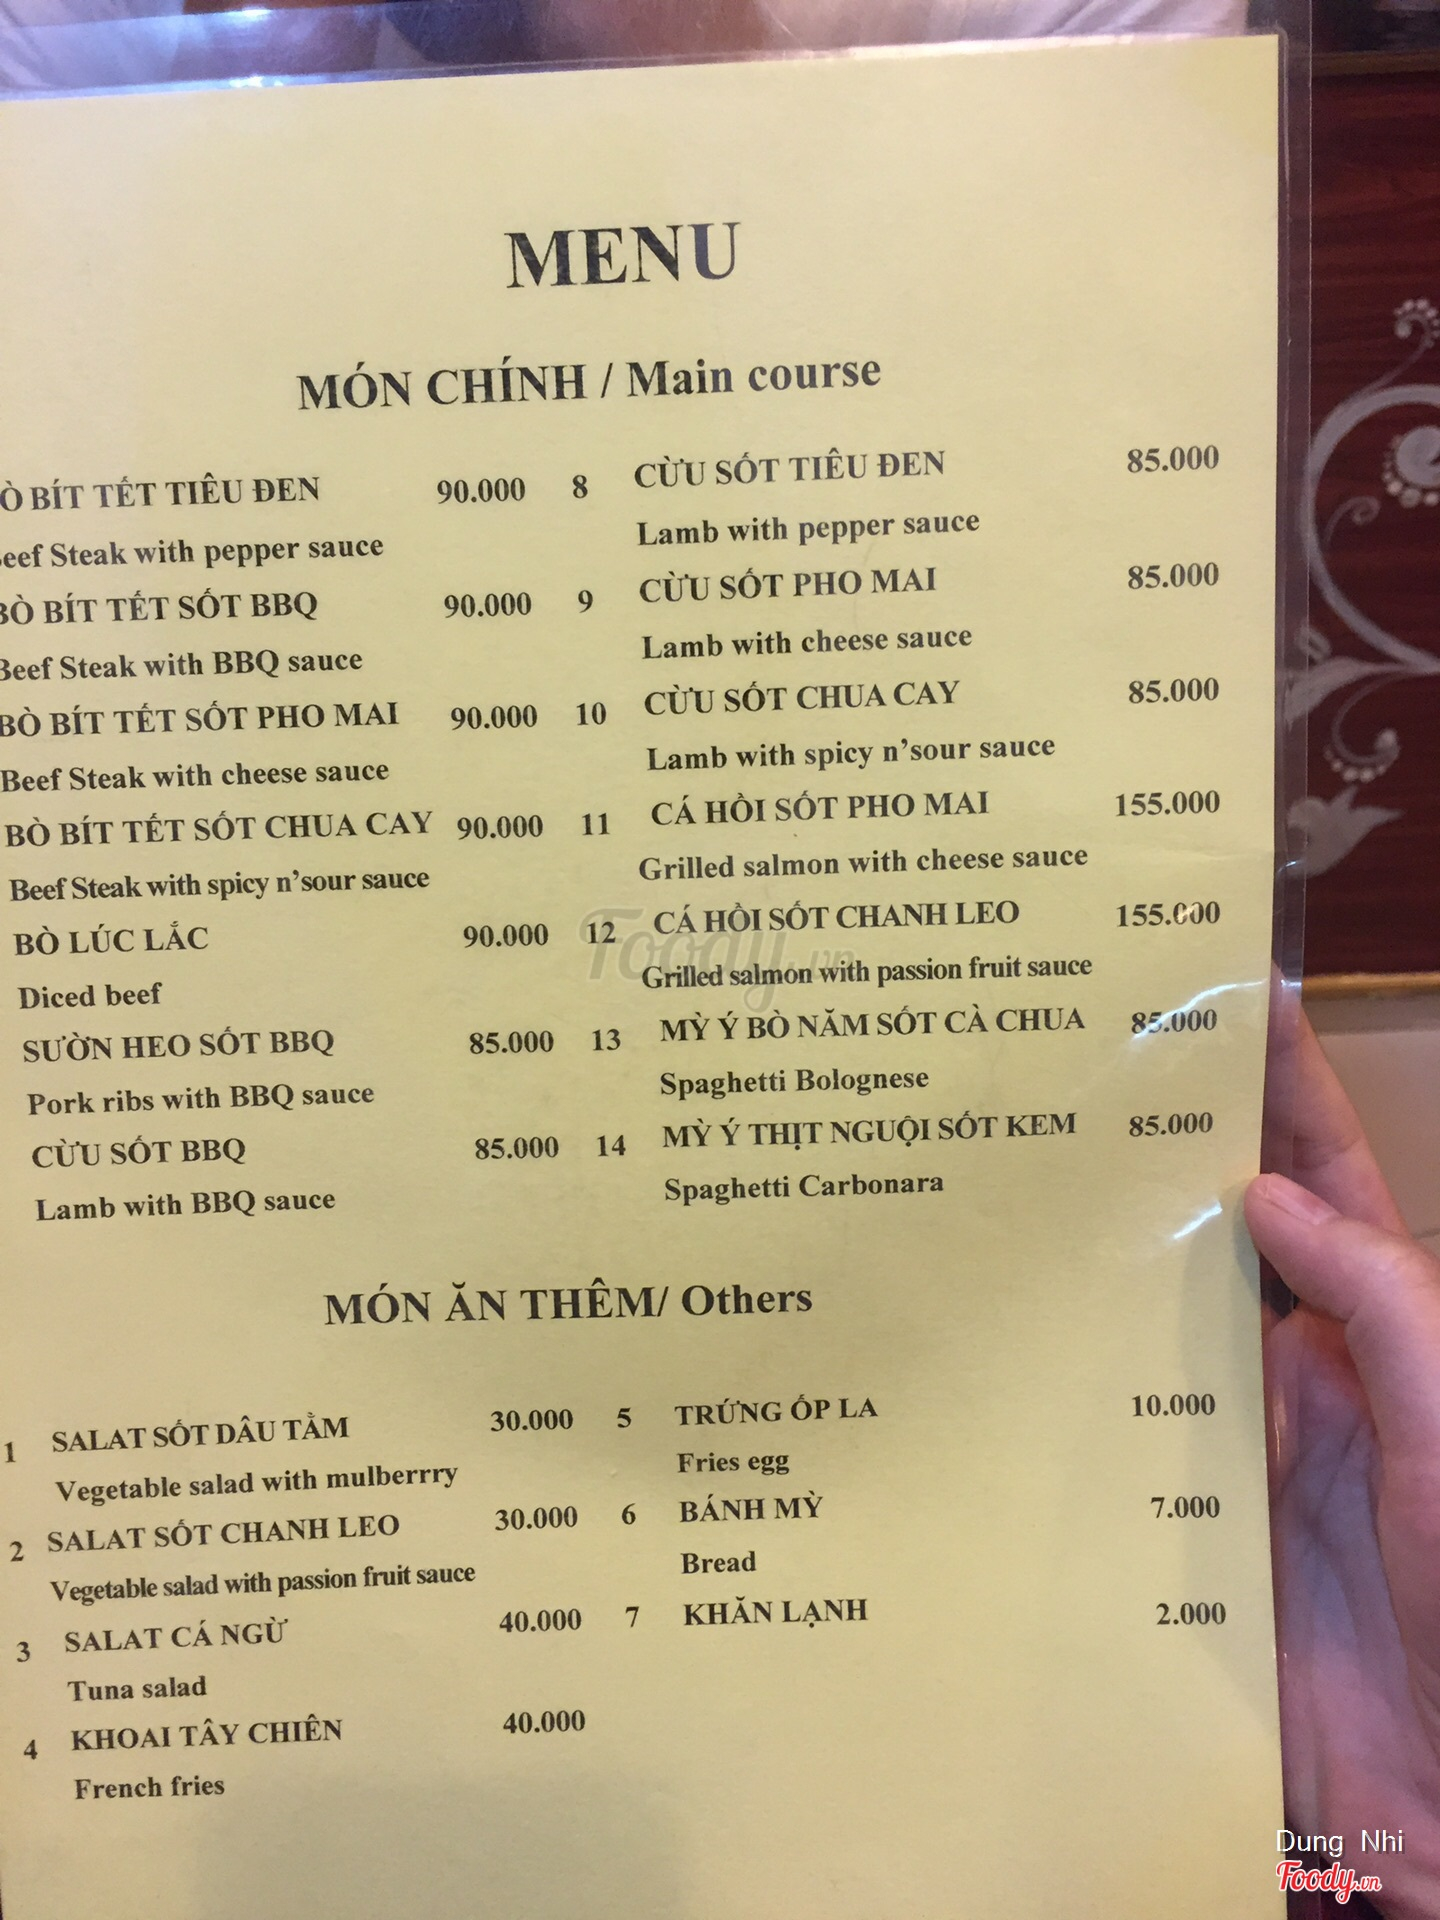 MENU
MÓN CHÍNH / Main course
BÒ BÍT TẾT TIÊU ĐEN 90.000
Beef Steak with pepper sauce
BÒ BÍT TẾT SỐT BBQ 90.000
Beef Steak with BBQ sauce
BÒ BÍT TẾT SỐT PHO MAI 90.000
Beef Steak with cheese sauce
BÒ BÍT TẾT SỐT CHUA CAY 90.000
Beef Steak with spicy n’sour sauce
BÒ LÚC LẮC 90.000
Diced beef
SƯỜN HEO SỐT BBQ 85.000
Pork ribs with BBQ sauce
CỪU SỐT BBQ 85.000
Lamb with BBQ sauce
8 CỪU SỐT TIÊU ĐEN 85.000
Lamb with pepper sauce
9 CỪU SỐT PHO MAI 85.000
Lamb with cheese sauce
10 CỪU SỐT CHUA CAY 85.000
Lamb with spicy n’sour sauce
11 CÁ HỒI SỐT PHO MAI 155.000
Grilled salmon with cheese sauce
12 CÁ HỒI SỐT CHANH LEO 155.000
Grilled salmon with passion fruit sauce
13 MỲ Ý BÒ NĂM SỐT CÀ CHUA 85.000
Spaghetti Bolognese
14 MỲ Ý THỊT NGUỘI SỐT KEM 85.000
Spaghetti Carbonara
Foody.vn
MÓN ĂN THÊM/ Others
1 SALAT SỐT DÂU TẰM 30.000
Vegetable salad with mulberrry
2 SALAT SỐT CHANH LEO 30.000
Vegetable salad with passion fruit sauce
3 SALAT CÁ NGỪ 40.000
Tuna salad
4 KHOAI TÂY CHIÊN 40.000
French fries
5 TRỨNG ỐP LA 10.000
Fries egg
6 BÁNH MỲ 7.000
Bread
7 KHĂN LẠNH 2.000
Dung Nhi
Foody.vn